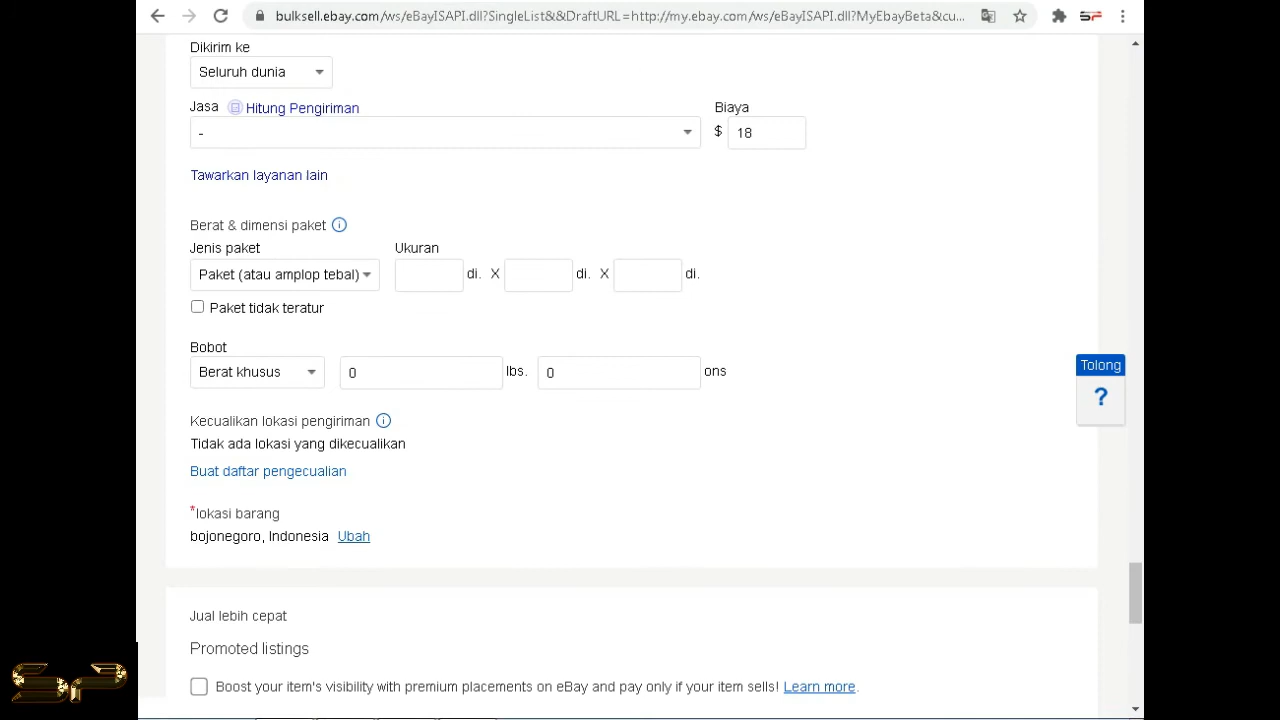 bulksell.ebay.com/ws/eBayISAPI.dll?SingleList&&DraftURL=http://my.ebay.com/ws/eBayISAPI.dll?MyEbayBeta&cu...
Dikirim ke
Seluruh dunia
Jasa Hitung Pengiriman Biaya
- $ 18
Tawarkan layanan lain
Berat & dimensi paket
Jenis paket Ukuran
Paket (atau amplop tebal) di. X di. X di.
Paket tidak teratur
Bobot
Berat khusus 0 lbs. 0 ons
Tolong
?
Kecualikan lokasi pengiriman
Tidak ada lokasi yang dikecualikan
Buat daftar pengecualian
*lokasi barang
bojonegoro, Indonesia Ubah
Jual lebih cepat
Promoted listings
Boost your item's visibility with premium placements on eBay and pay only if your item sells! Learn more.